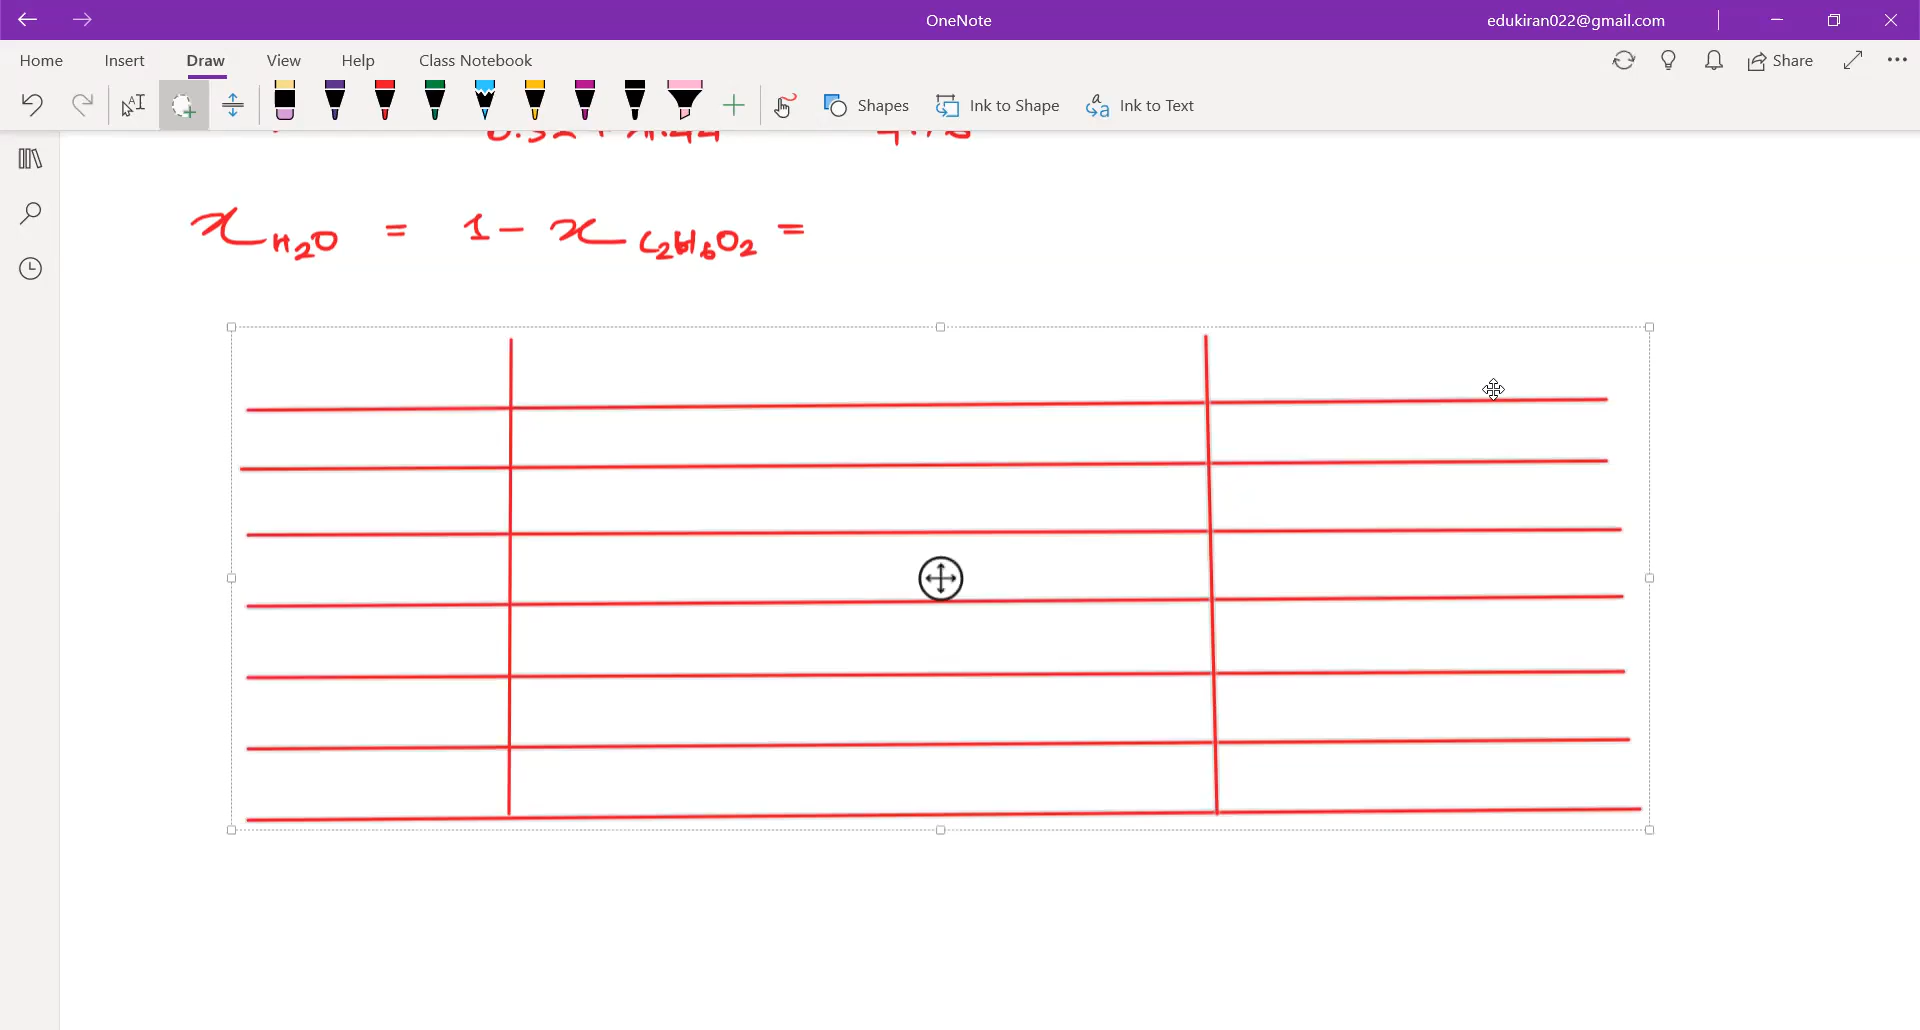 OneNote
edukiran022@gmail.com
Home Insert Draw View Help Class Notebook
Share
Shapes Ink to Shape Ink to Text
x H₂O = 1 - x C₂H₆O₂ =